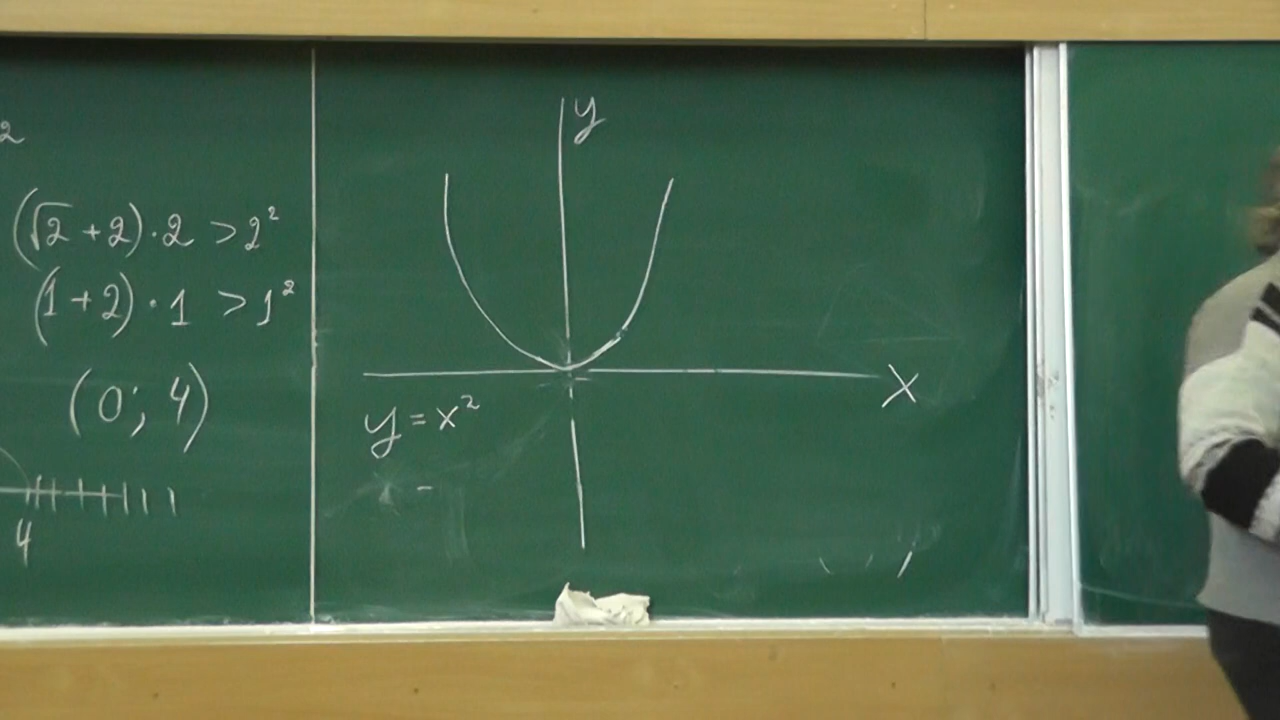 2
(√2 + 2) · 2 > 2²
(1 + 2) · 1 > 1²
(0; 4)
4
y
x
y = x²